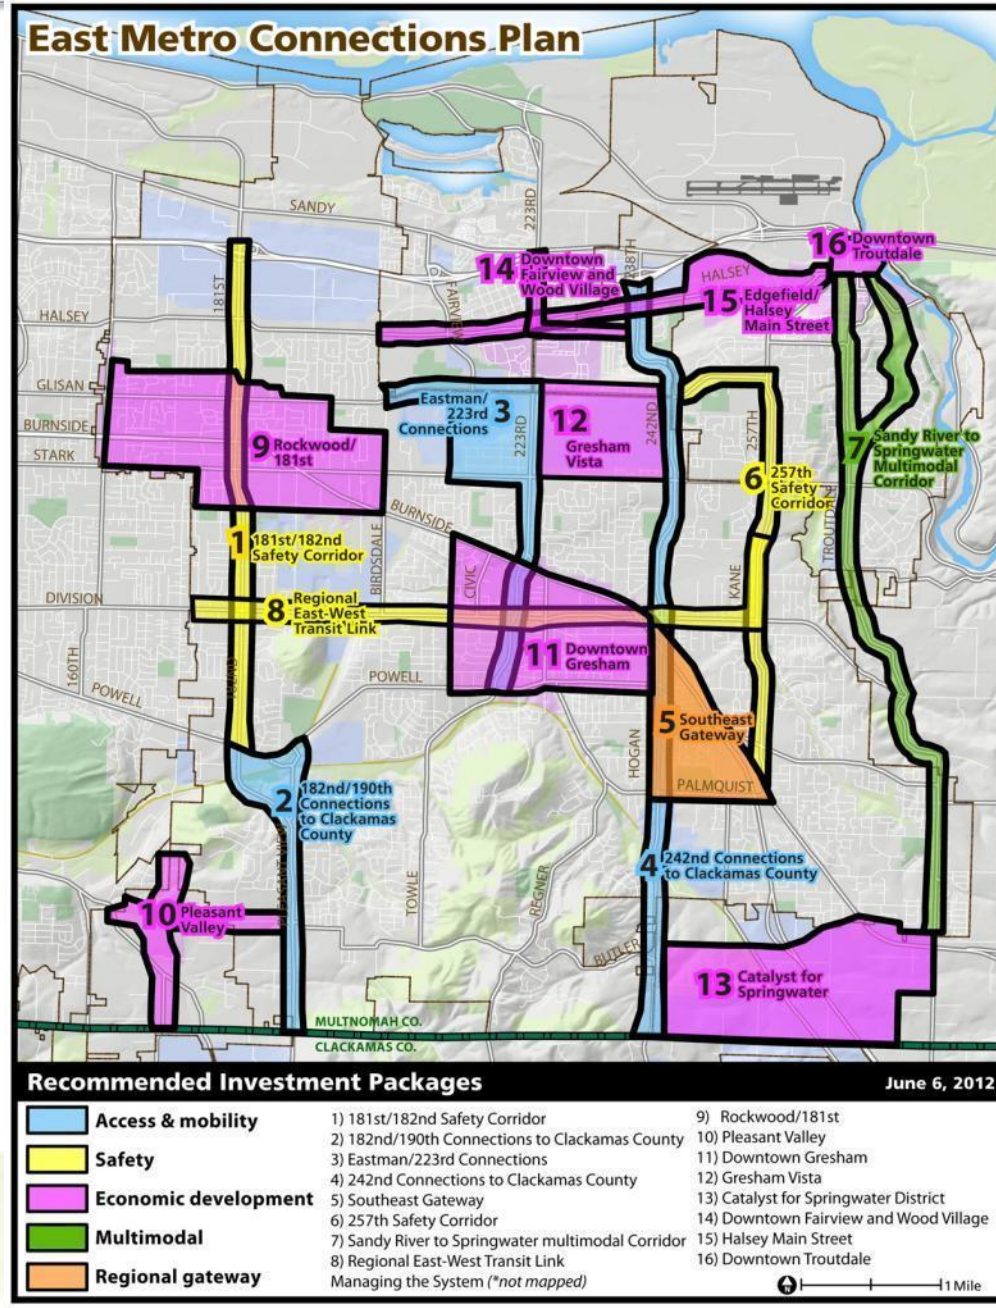 East Metro Connections Plan
SANDY
223RD
181ST
238TH
16 Downtown
Troutdale
14 Downtown
Fairview and
Wood Village
HALSEY
FAIRVIEW
15 Edgefield/
Halsey
Main Street
HALSEY
GLISAN
BURNSIDE
STARK
Eastman/
223rd
Connections
3
223RD
12
Gresham
Vista
242ND
257TH
9 Rockwood/
181st
7 Sandy River to
Springwater
Multimodal
Corridor
6 257th
Safety
Corridor
TROUTDALE
BURNSIDE
1 181st/182nd
Safety Corridor
BIRDSDALE
CIVIC
KANE
DIVISION
8 Regional
East-West
Transit Link
160TH
11 Downtown
Gresham
POWELL
POWELL
5 Southeast
Gateway
HOGAN
PALMQUIST
2 182nd/190th
Connections
to Clackamas
County
4 242nd Connections
to Clackamas County
TOWLE
REGNER
10 Pleasant
Valley
BUTLER
13 Catalyst for
Springwater
MULTNOMAH CO.
CLACKAMAS CO.
Recommended Investment Packages
June 6, 2012
Access & mobility
Safety
Economic development
Multimodal
Regional gateway
1) 181st/182nd Safety Corridor
2) 182nd/190th Connections to Clackamas County
3) Eastman/223rd Connections
4) 242nd Connections to Clackamas County
5) Southeast Gateway
6) 257th Safety Corridor
7) Sandy River to Springwater multimodal Corridor
8) Regional East-West Transit Link
Managing the System (*not mapped)
9) Rockwood/181st
10) Pleasant Valley
11) Downtown Gresham
12) Gresham Vista
13) Catalyst for Springwater District
14) Downtown Fairview and Wood Village
15) Halsey Main Street
16) Downtown Troutdale
N
1 Mile